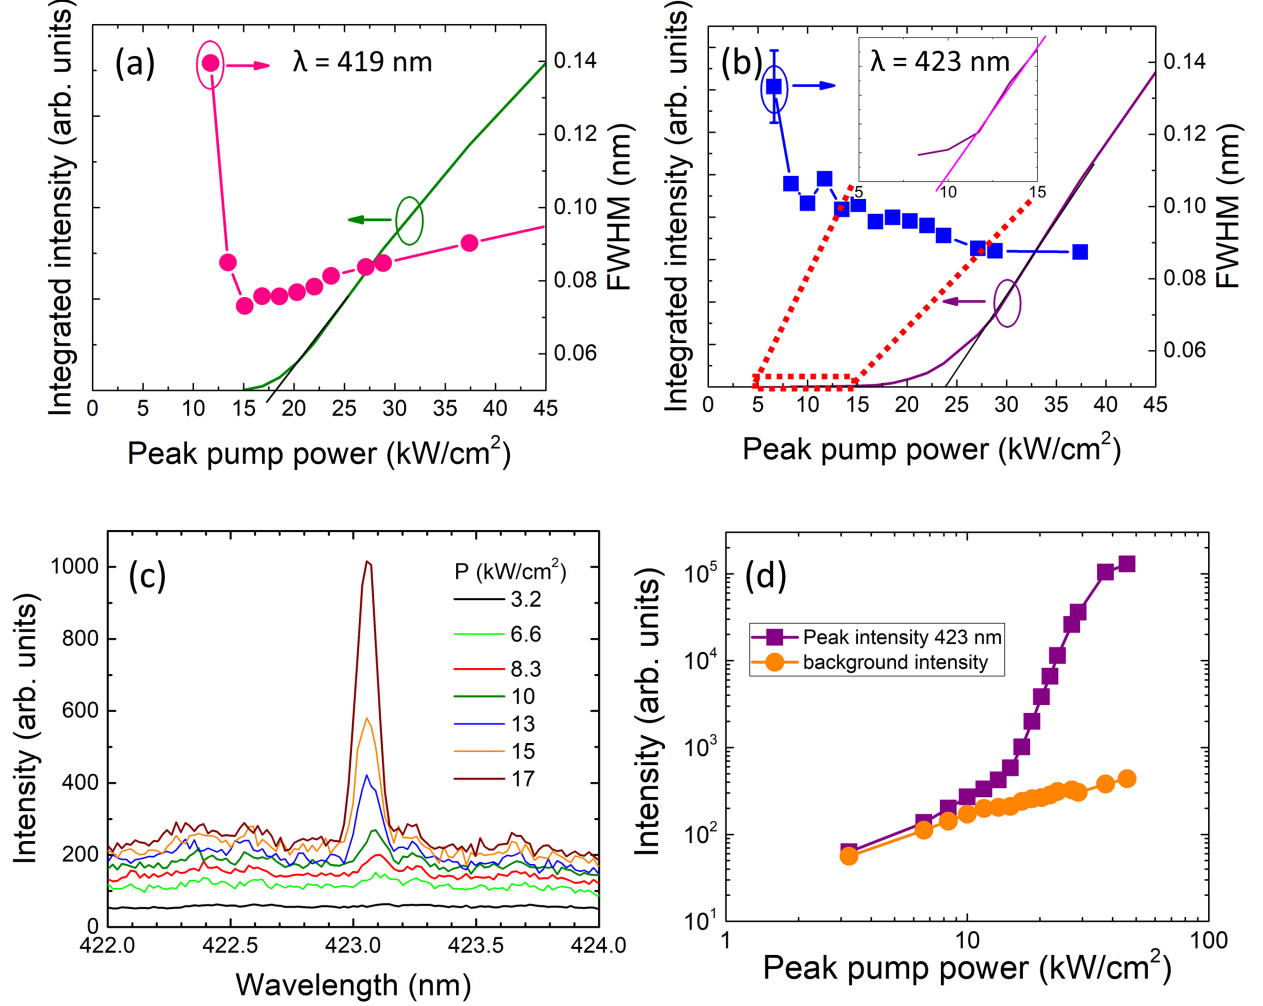 (a)
λ = 419 nm
Integrated intensity (arb. units)
0.14
0.12
0.10
0.08
0.06
FWHM (nm)
0 5 10 15 20 25 30 35 40 45
Peak pump power (kW/cm²)
(b)
λ = 423 nm
5 10 15
Integrated intensity (arb. units)
0.14
0.12
0.10
0.08
0.06
FWHM (nm)
0 5 10 15 20 25 30 35 40 45
Peak pump power (kW/cm²)
(c)
P (kW/cm²)
3.2
6.6
8.3
10
13
15
17
Intensity (arb. units)
1000
800
600
400
200
0
422.0 422.5 423.0 423.5 424.0
Wavelength (nm)
(d)
Peak intensity 423 nm
background intensity
Intensity (arb. units)
10⁵
10⁴
10³
10²
10¹
1 10 100
Peak pump power (kW/cm²)